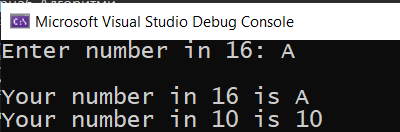 Microsoft Visual Studio Debug Console
Enter number in 16: A
Your number in 16 is A
Your number in 10 is 10